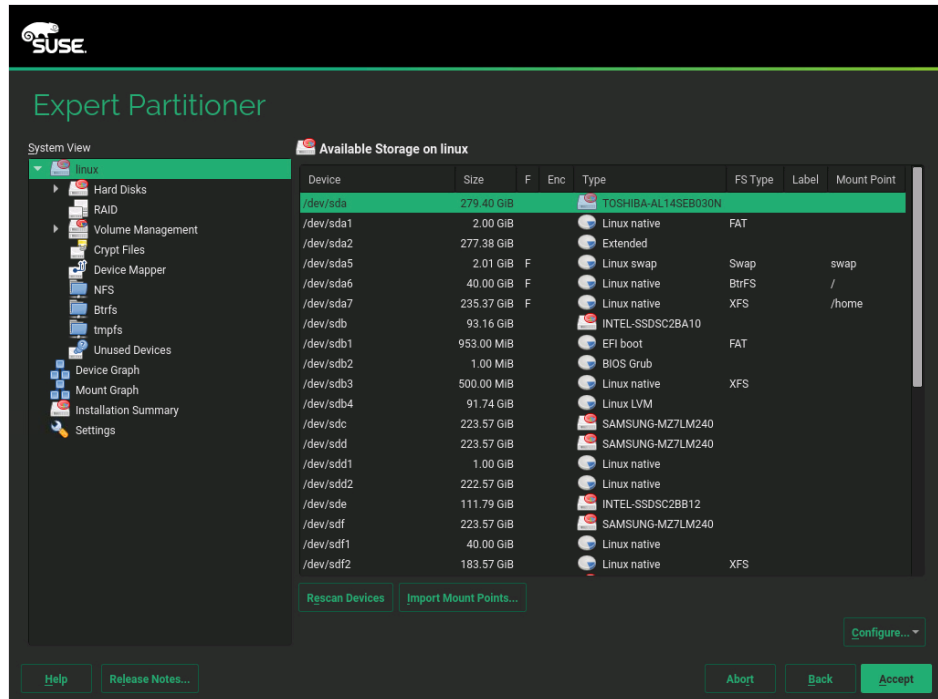 SUSE.
Expert Partitioner
System View
linux
Hard Disks
RAID
Volume Management
Crypt Files
Device Mapper
NFS
Btrfs
tmpfs
Unused Devices
Device Graph
Mount Graph
Installation Summary
Settings
Available Storage on linux
Device Size F Enc Type FS Type Label Mount Point
/dev/sda 279.40 GiB TOSHIBA-AL14SEB030N
/dev/sda1 2.00 GiB Linux native FAT
/dev/sda2 277.38 GiB Extended
/dev/sda5 2.01 GiB F Linux swap Swap swap
/dev/sda6 40.00 GiB F Linux native BtrFS /
/dev/sda7 235.37 GiB F Linux native XFS /home
/dev/sdb 93.16 GiB INTEL-SSDSC2BA10
/dev/sdb1 953.00 MiB EFI boot FAT
/dev/sdb2 1.00 MiB BIOS Grub
/dev/sdb3 500.00 MiB Linux native XFS
/dev/sdb4 91.74 GiB Linux LVM
/dev/sdc 223.57 GiB SAMSUNG-MZ7LM240
/dev/sdd 223.57 GiB SAMSUNG-MZ7LM240
/dev/sdd1 1.00 GiB Linux native
/dev/sdd2 222.57 GiB Linux native
/dev/sde 111.79 GiB INTEL-SSDSC2BB12
/dev/sdf 223.57 GiB SAMSUNG-MZ7LM240
/dev/sdf1 40.00 GiB Linux native
/dev/sdf2 183.57 GiB Linux native XFS
Rescan Devices Import Mount Points...
Configure...
Help Release Notes... Abort Back Accept